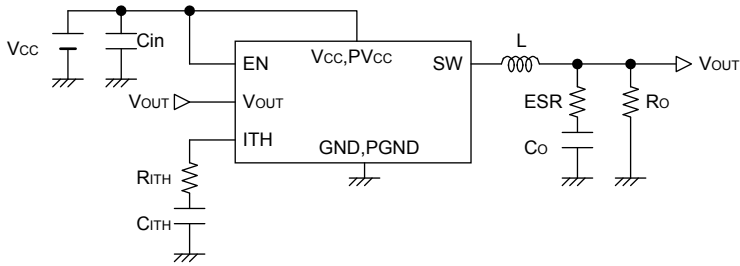 VCC
Cin
EN
VCC,PVCC
SW
L
VOUT
VOUT
VOUT
ITH
GND,PGND
ESR
CO
RO
RITH
CITH